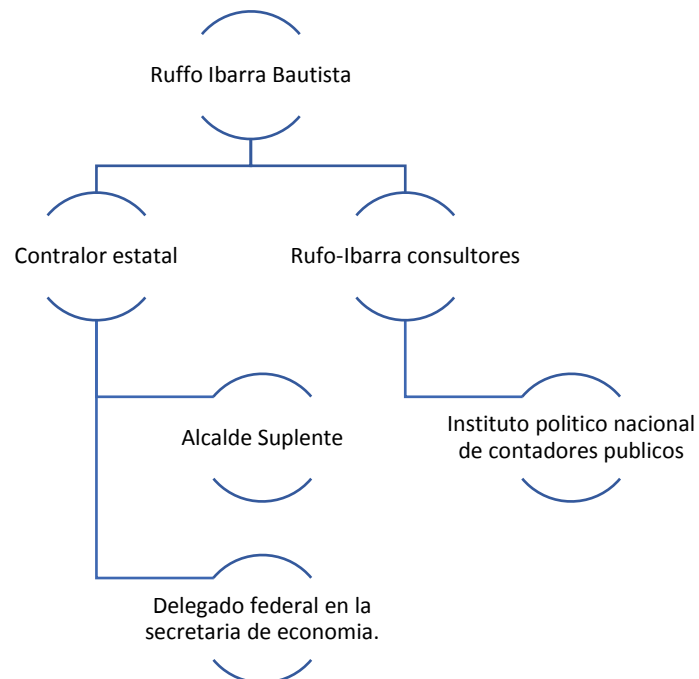 Ruffo Ibarra Bautista
Contralor estatal
Rufo-Ibarra consultores
Alcalde Suplente
Instituto politico nacional
de contadores publicos
Delegado federal en la
secretaria de economia.